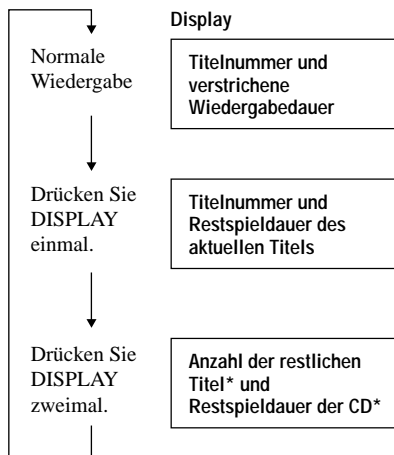 Display
Normale
Wiedergabe
Titelnummer und
verstrichene
Wiedergabedauer
Drücken Sie
DISPLAY
einmal.
Titelnummer und
Restspieldauer des
aktuellen Titels
Drücken Sie
DISPLAY
zweimal.
Anzahl der restlichen
Titel* und
Restspieldauer der CD*